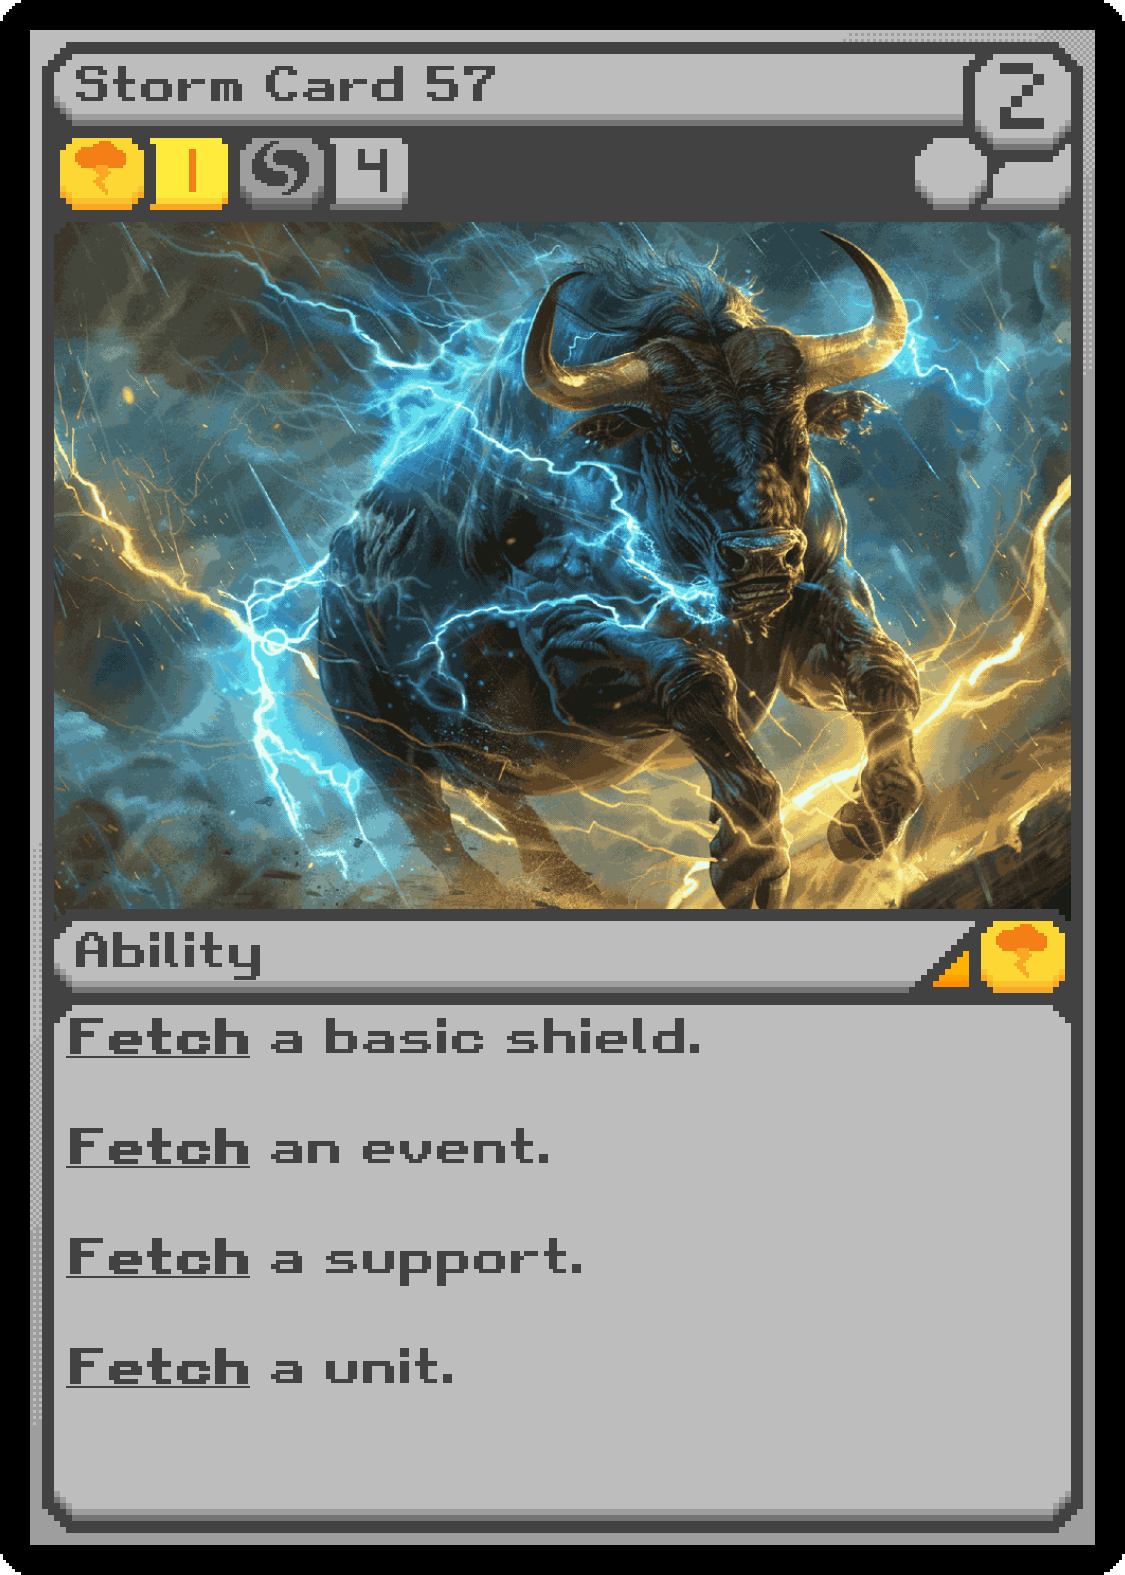 Storm Card 57
2
1 4
Ability
Fetch a basic shield.
Fetch an event.
Fetch a support.
Fetch a unit.